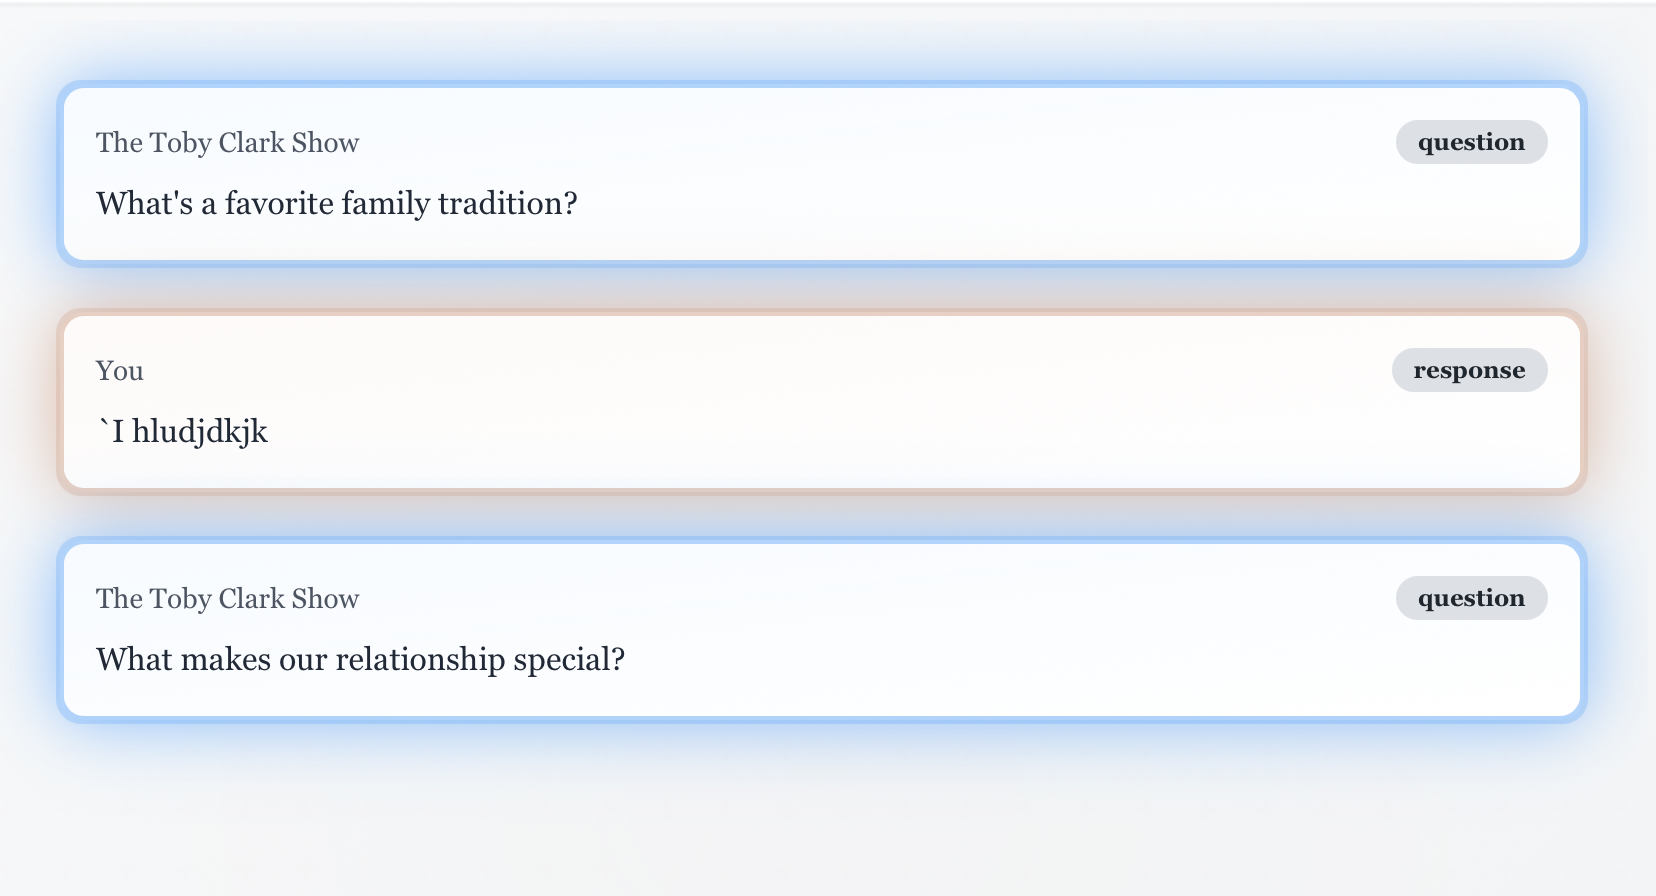 The Toby Clark Show
question
What's a favorite family tradition?
You
response
`I hludjdkjk
The Toby Clark Show
question
What makes our relationship special?